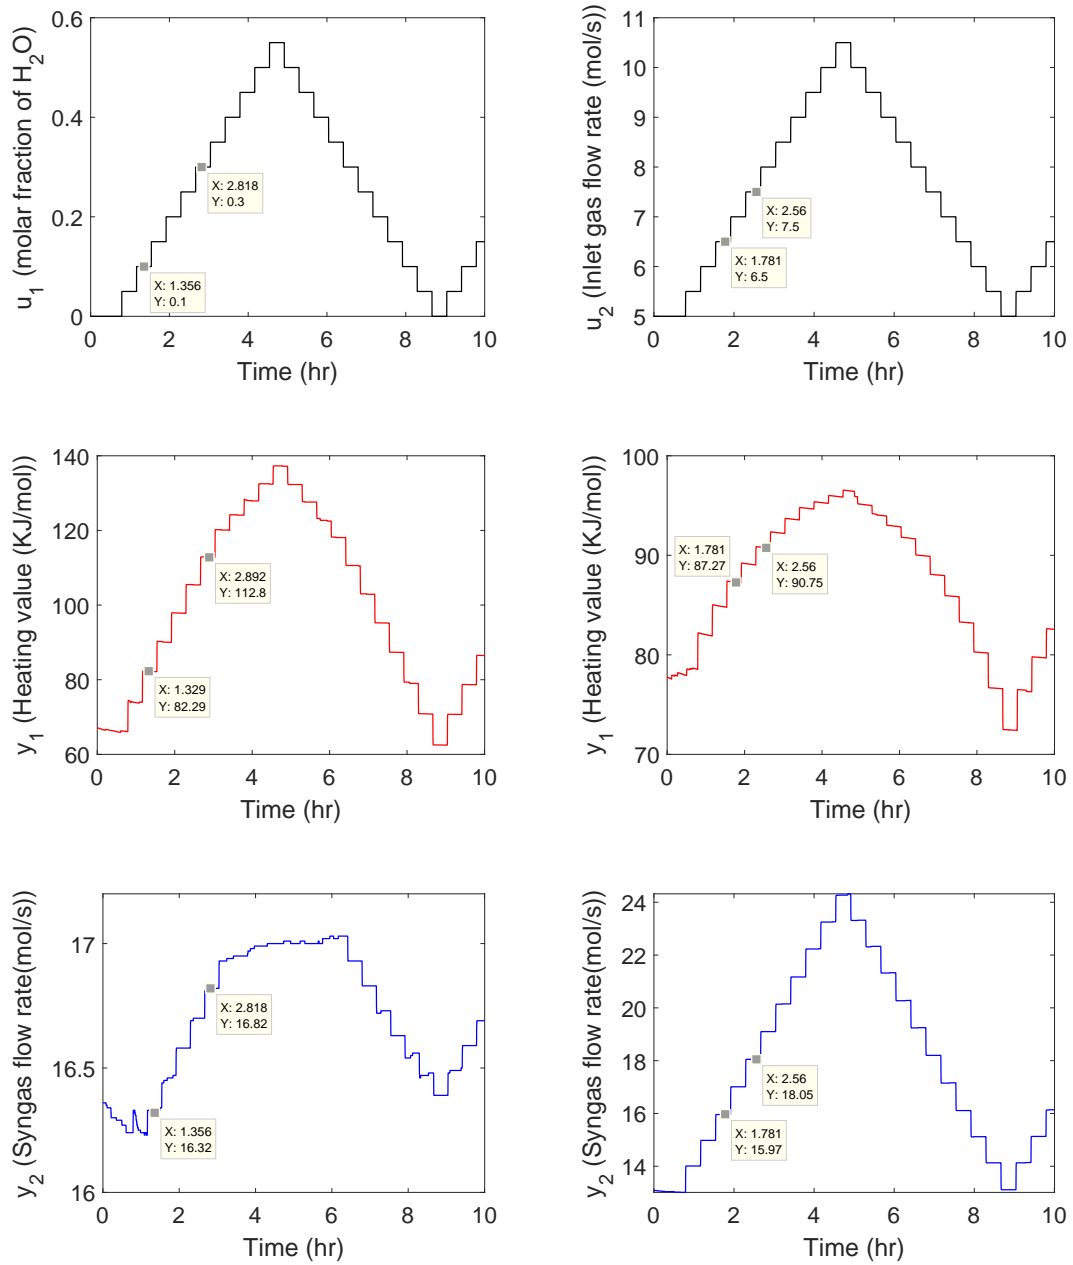 u1 (molar fraction of H2O)
0.6
0.4
0.2
0
X: 2.818
Y: 0.3
X: 1.356
Y: 0.1
0 2 4 6 8 10
Time (hr)
u2 (Inlet gas flow rate (mol/s))
11
10
9
8
7
6
5
X: 2.56
Y: 7.5
X: 1.781
Y: 6.5
0 2 4 6 8 10
Time (hr)
y1 (Heating value (KJ/mol))
140
120
100
80
60
X: 2.892
Y: 112.8
X: 1.329
Y: 82.29
0 2 4 6 8 10
Time (hr)
y1 (Heating value (KJ/mol))
100
90
80
70
X: 1.781
Y: 87.27
X: 2.56
Y: 90.75
0 2 4 6 8 10
Time (hr)
y2 (Syngas flow rate(mol/s))
17
16.5
16
X: 2.818
Y: 16.82
X: 1.356
Y: 16.32
0 2 4 6 8 10
Time (hr)
y2 (Syngas flow rate(mol/s))
24
22
20
18
16
14
X: 2.56
Y: 18.05
X: 1.781
Y: 15.97
0 2 4 6 8 10
Time (hr)